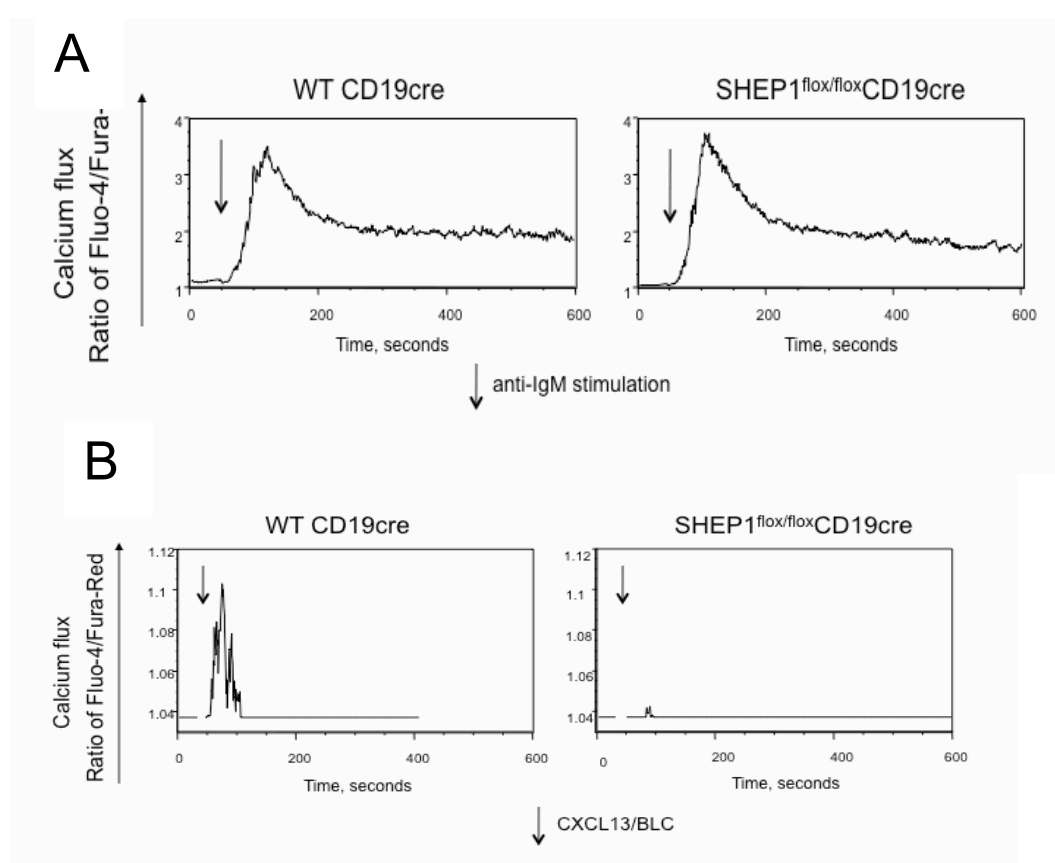 A
WT CD19cre
SHEP1flox/floxCD19cre
Calcium flux
Ratio of Fluo-4/Fura-
4
3
2
1
0
200
400
600
Time, seconds
4
3
2
1
0
200
400
600
Time, seconds
anti-IgM stimulation
B
WT CD19cre
SHEP1flox/floxCD19cre
Calcium flux
Ratio of Fluo-4/Fura-Red
1.12
1.1
1.08
1.06
1.04
0
200
400
600
Time, seconds
1.12
1.1
1.08
1.06
1.04
0
200
400
600
Time, seconds
CXCL13/BLC